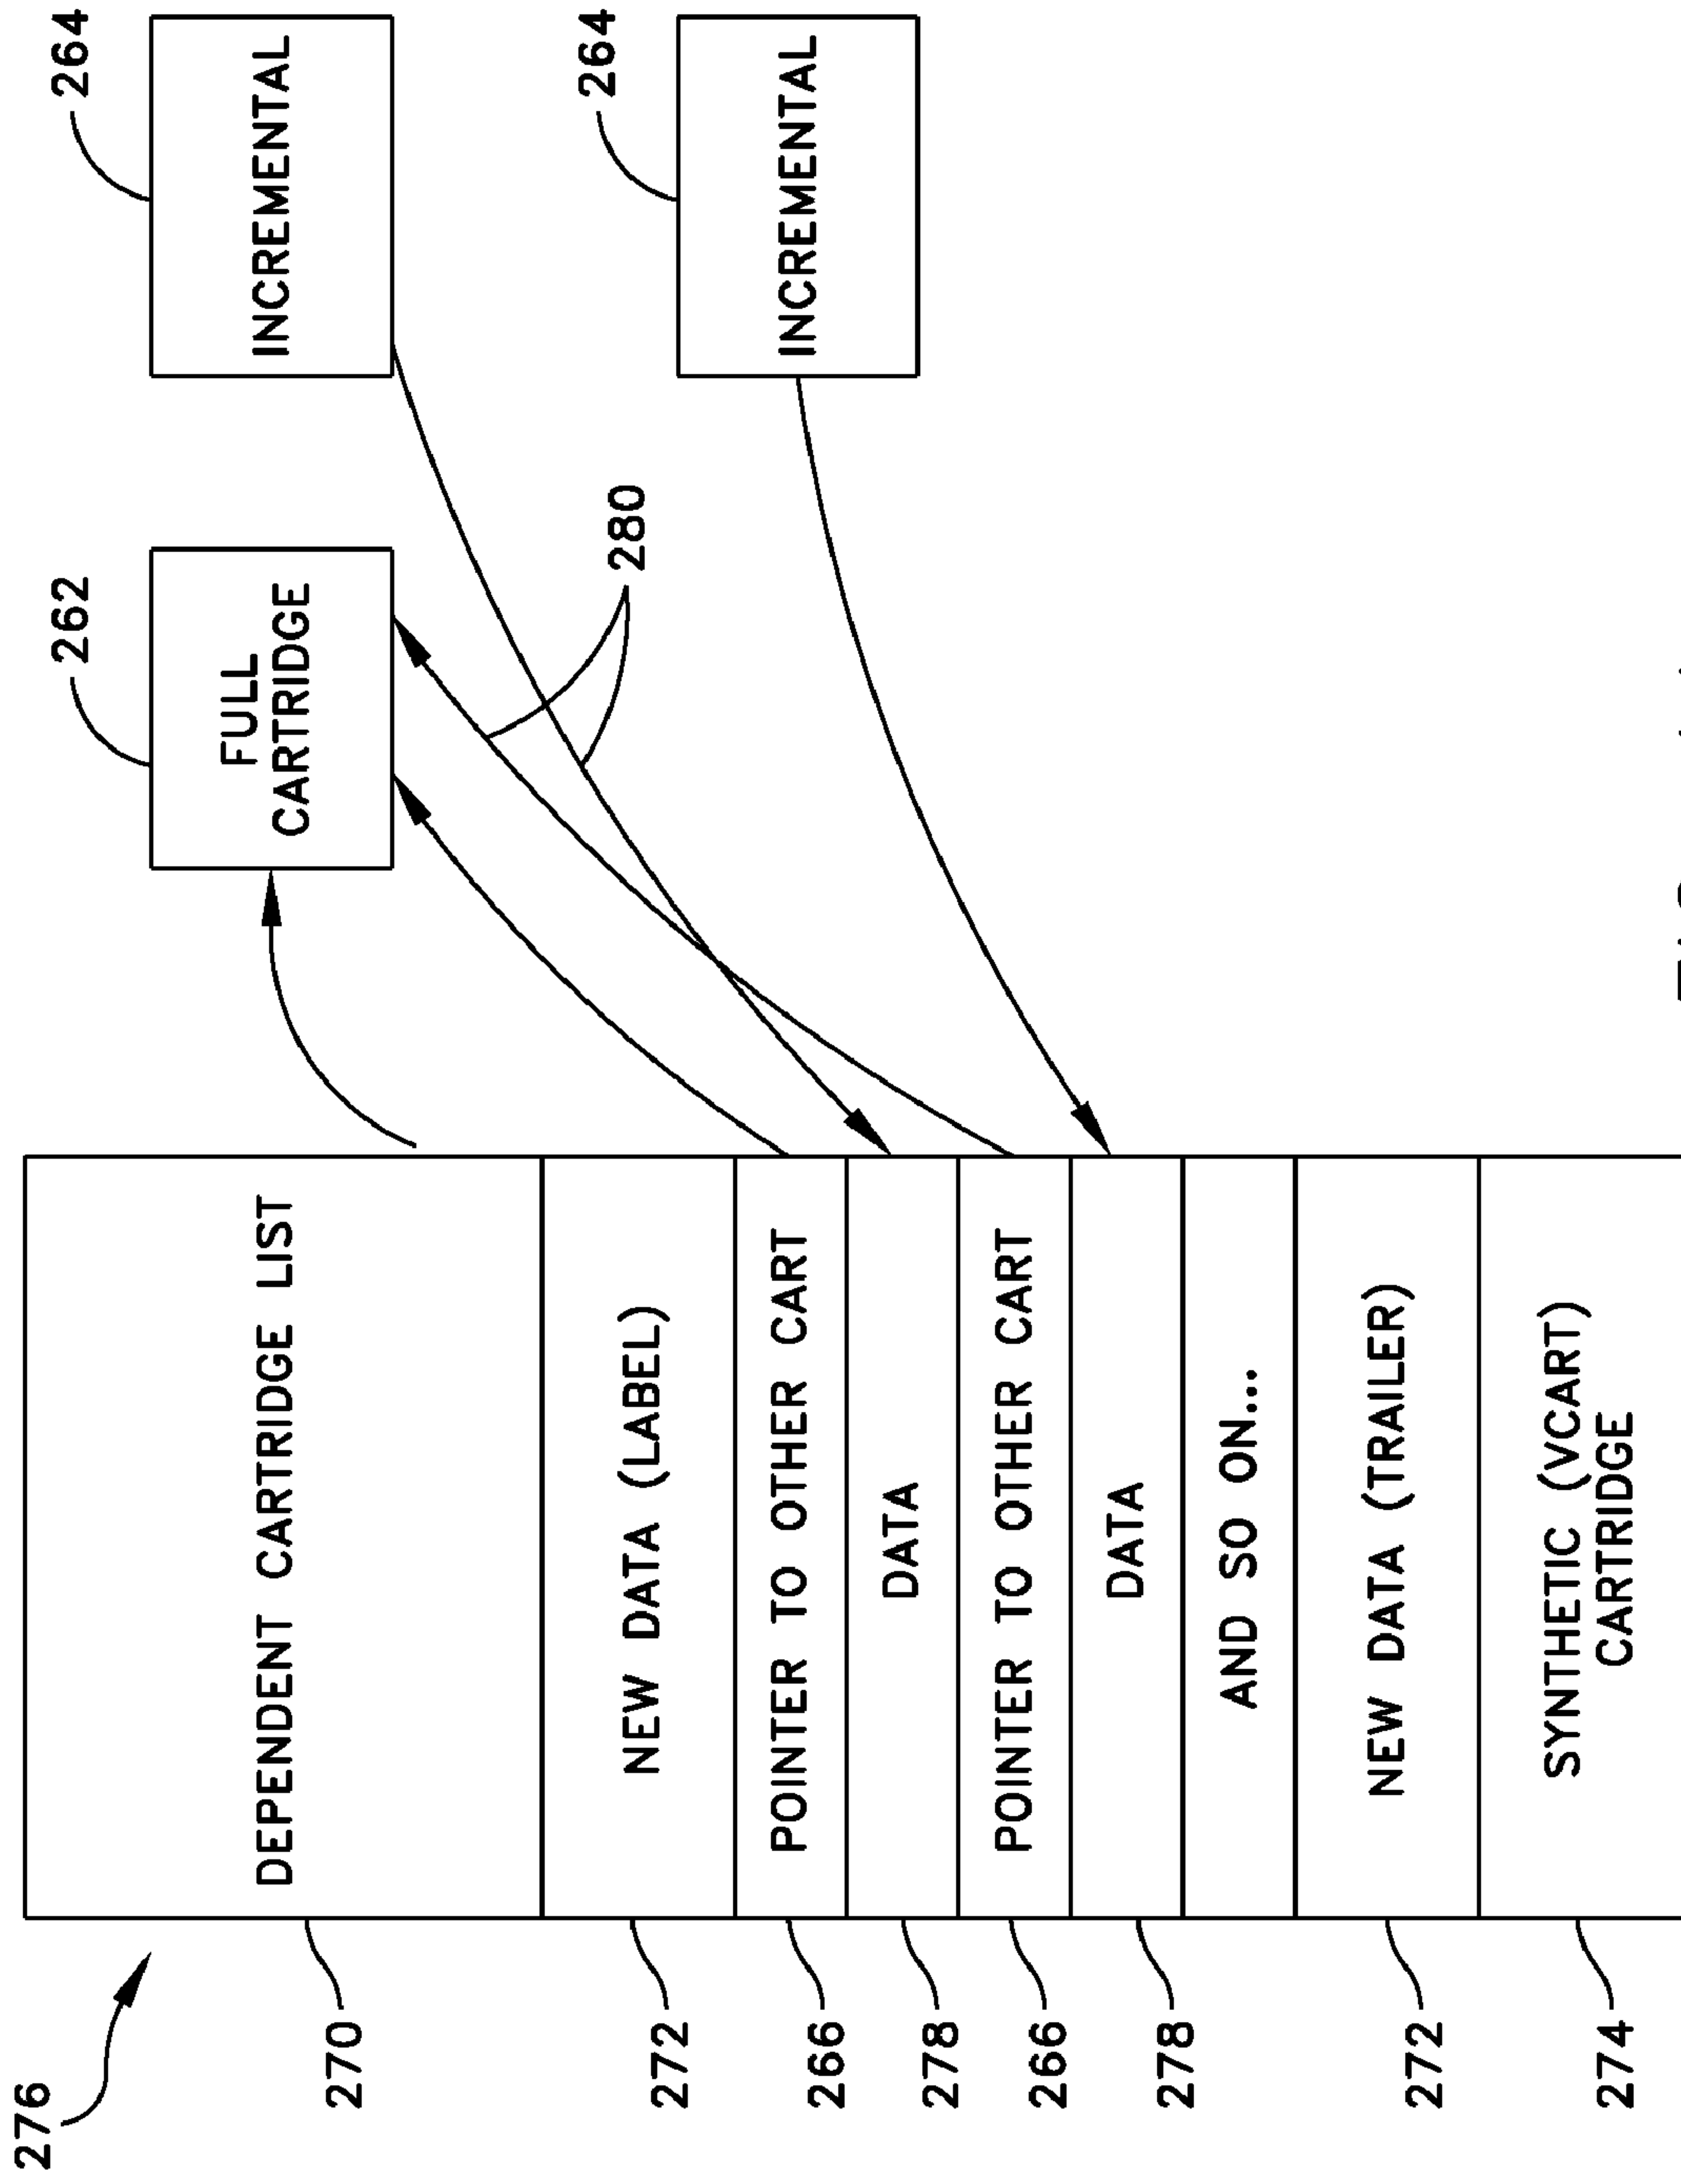 276
270
DEPENDENT CARTRIDGE LIST
272
NEW DATA (LABEL)
266
POINTER TO OTHER CART
278
DATA
266
POINTER TO OTHER CART
278
DATA
AND SO ON...
272
NEW DATA (TRAILER)
274
SYNTHETIC (VCART)
CARTRIDGE
262
FULL
CARTRIDGE
280
264
INCREMENTAL
264
INCREMENTAL